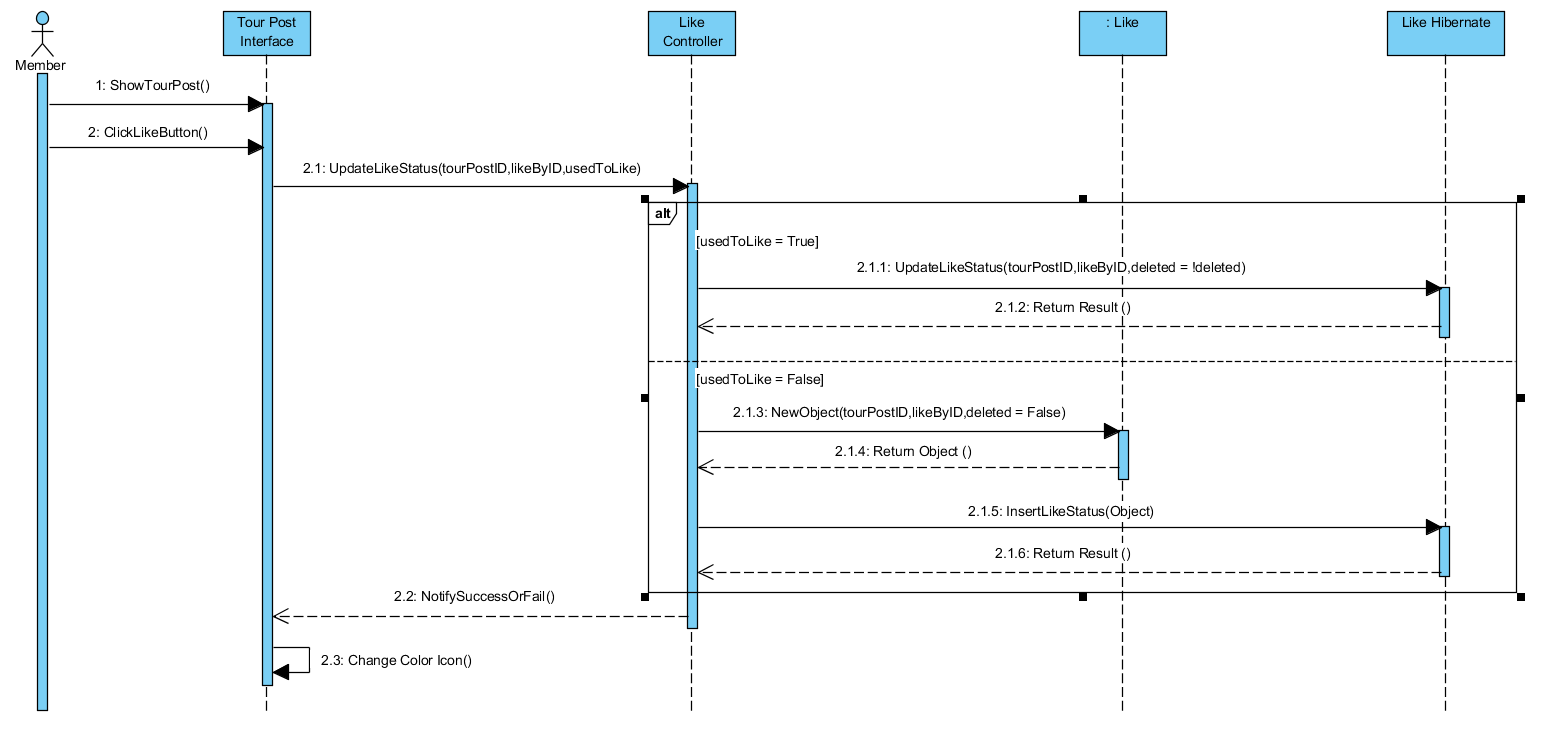 Tour Post
Interface
Like
Controller
: Like
Like Hibernate
Member
1: ShowTourPost()
2: ClickLikeButton()
2.1: UpdateLikeStatus(tourPostID,likeByID,usedToLike)
alt
[usedToLike = True]
2.1.1: UpdateLikeStatus(tourPostID,likeByID,deleted = !deleted)
2.1.2: Return Result ()
[usedToLike = False]
2.1.3: NewObject(tourPostID,likeByID,deleted = False)
2.1.4: Return Object ()
2.1.5: InsertLikeStatus(Object)
2.1.6: Return Result ()
2.2: NotifySuccessOrFail()
2.3: Change Color Icon()